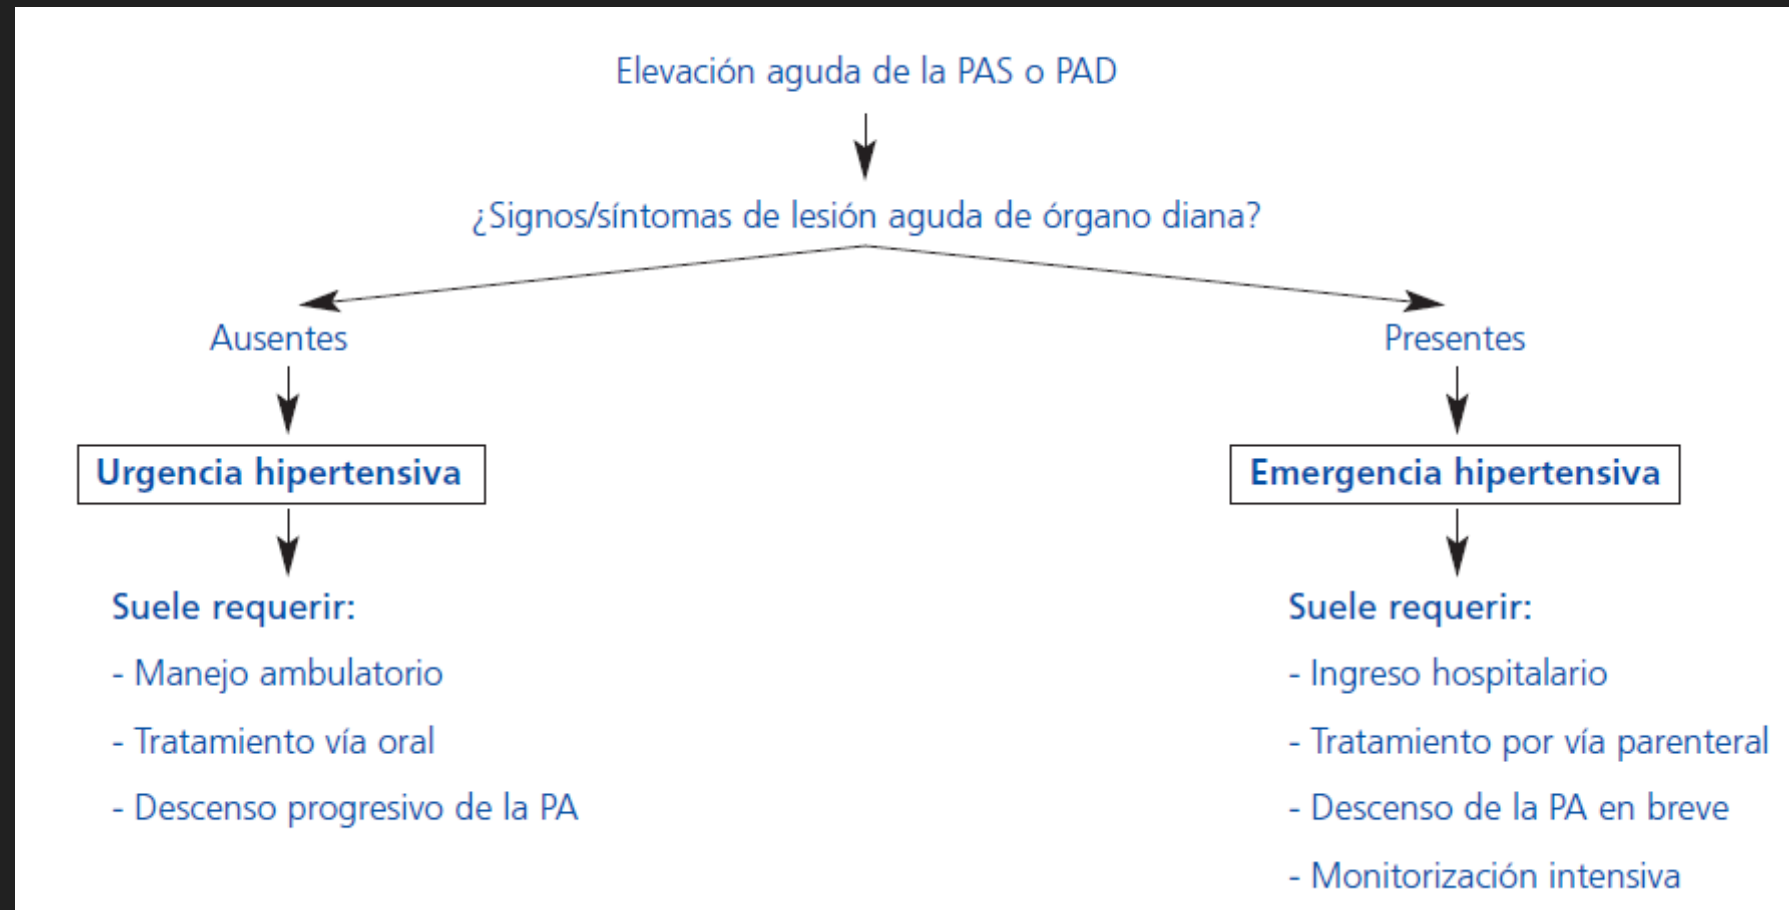 Elevación aguda de la PAS o PAD
¿Signos/síntomas de lesión aguda de órgano diana?
Ausentes
Presentes
Urgencia hipertensiva
Emergencia hipertensiva
Suele requerir:
- Manejo ambulatorio
- Tratamiento vía oral
- Descenso progresivo de la PA
Suele requerir:
- Ingreso hospitalario
- Tratamiento por vía parenteral
- Descenso de la PA en breve
- Monitorización intensiva